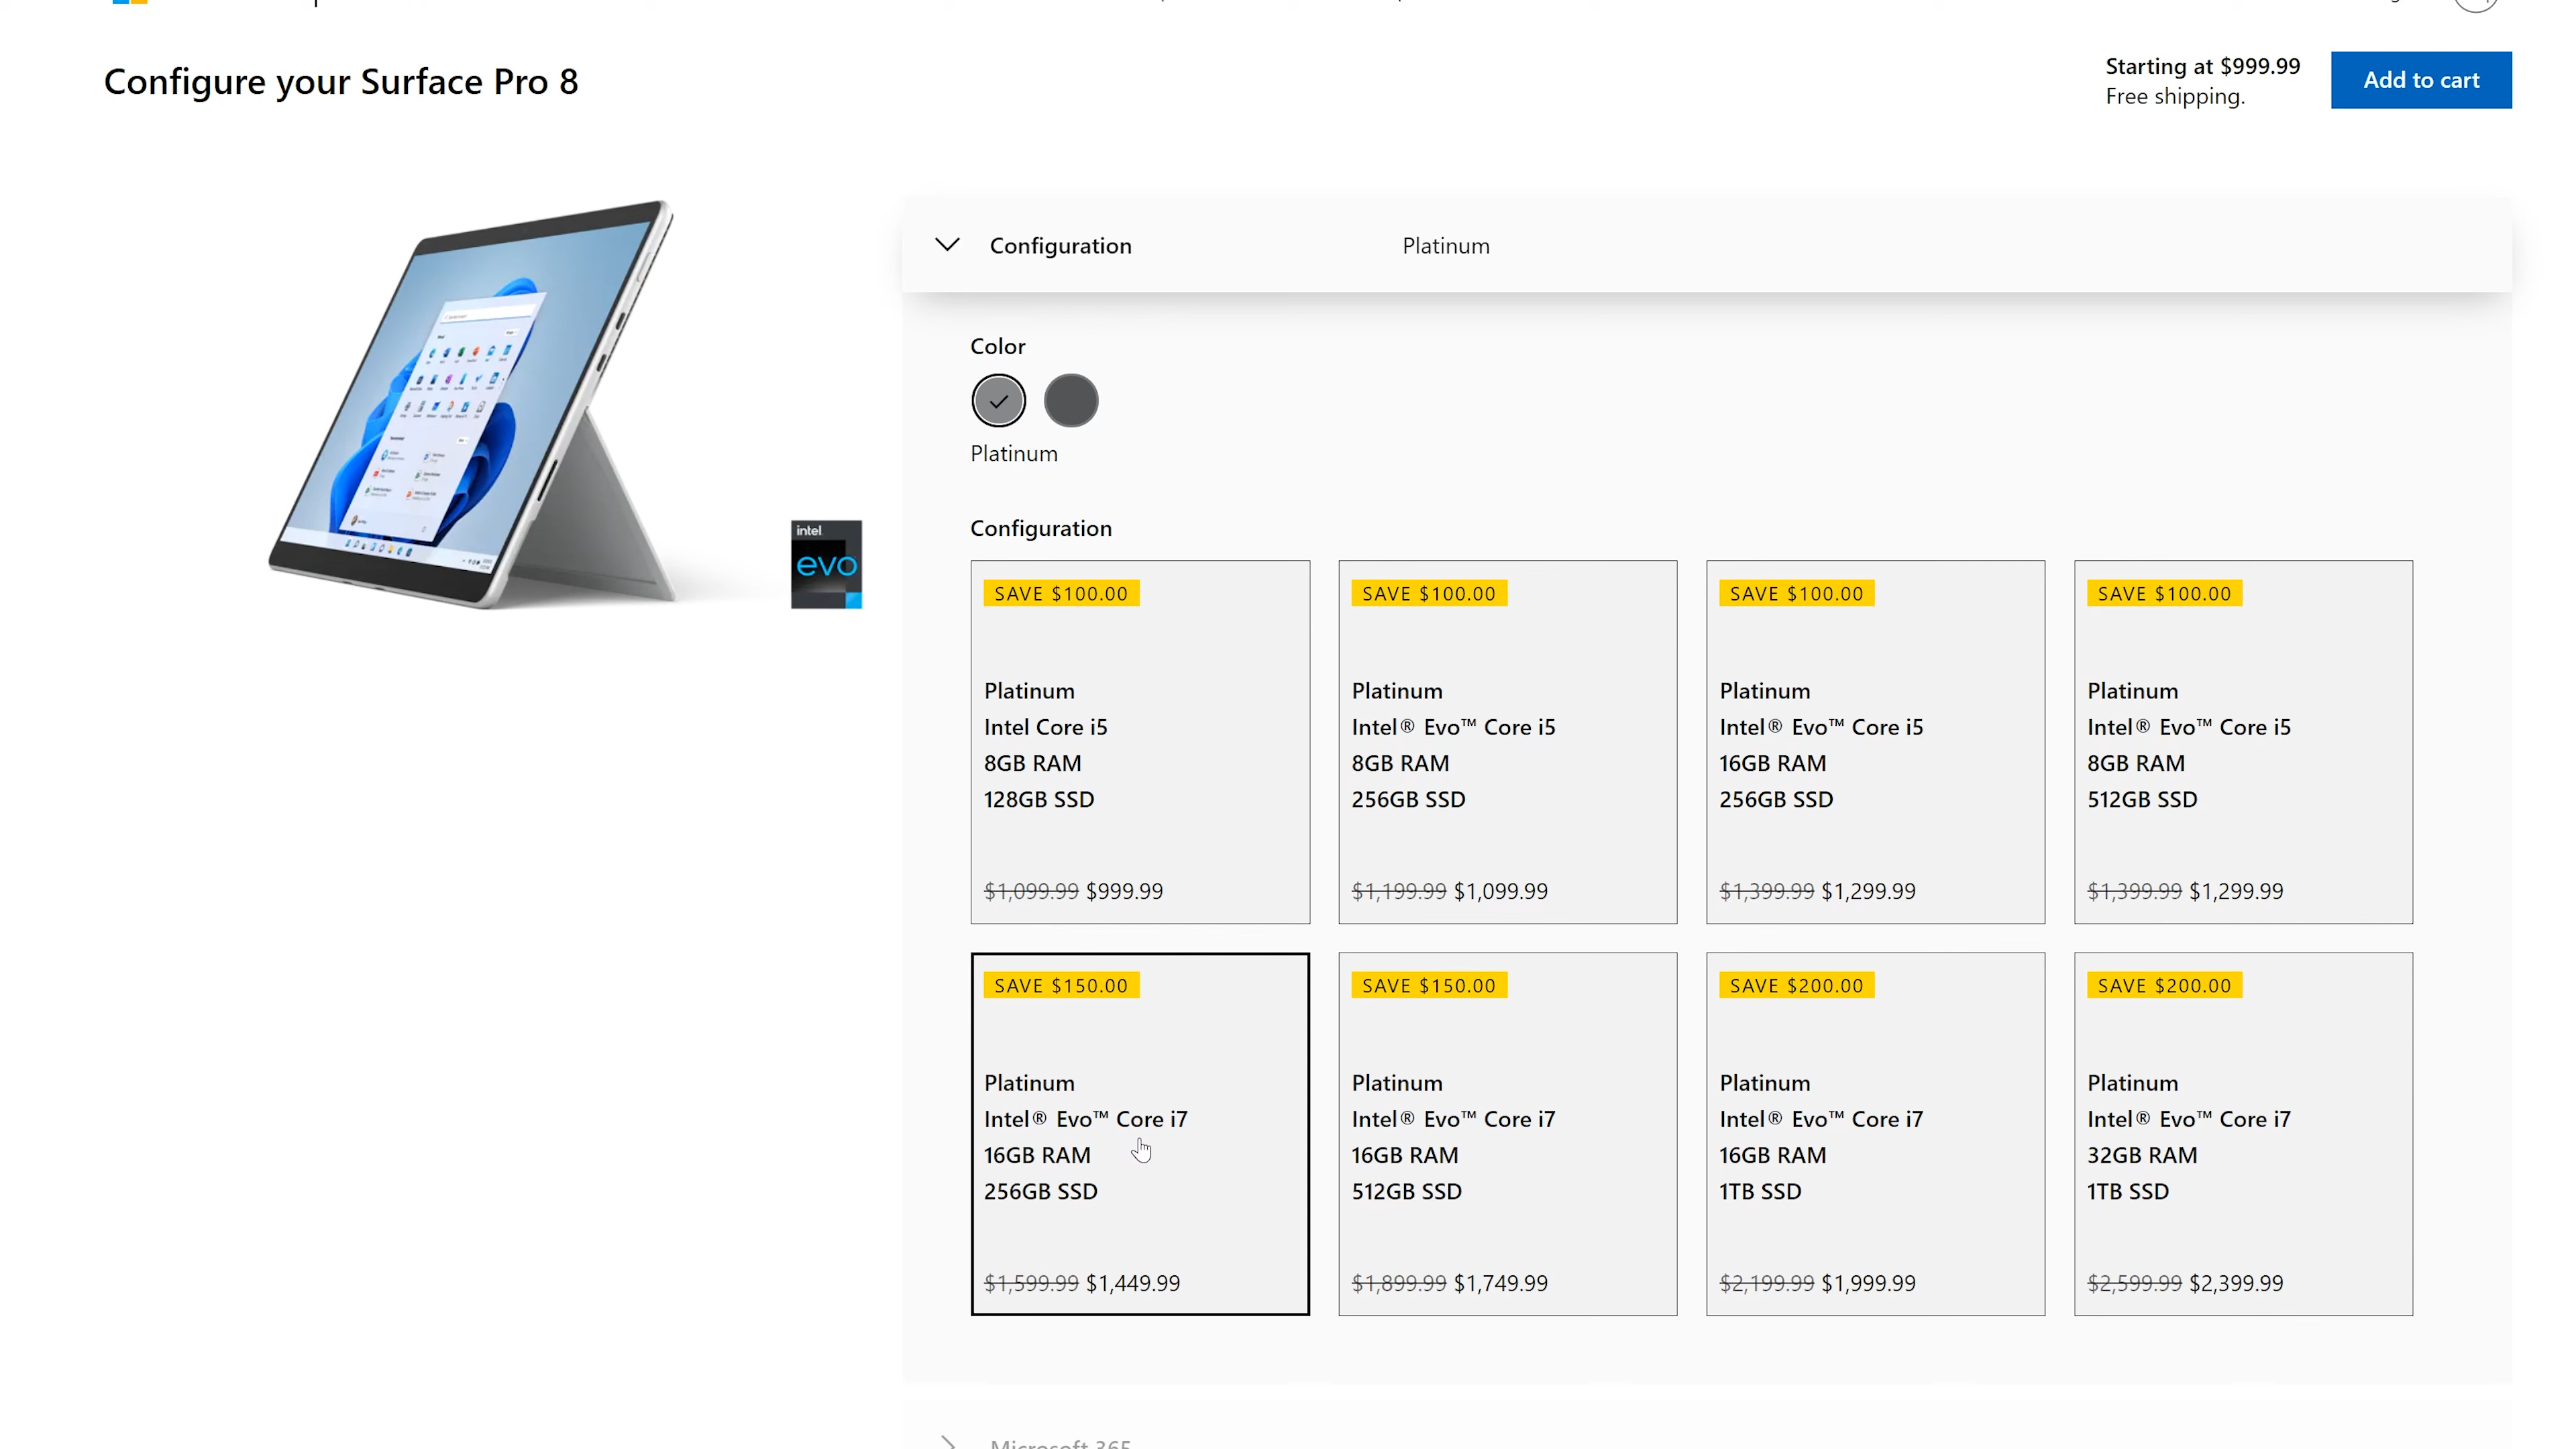 Configure your Surface Pro 8
Starting at $999.99
Free shipping.
Add to cart
Configuration
Platinum
Color
Platinum
intel
evo
Configuration
SAVE $100.00
Platinum
Intel Core i5
8GB RAM
128GB SSD
$1,099.99 $999.99
SAVE $100.00
Platinum
Intel® Evo™ Core i5
8GB RAM
256GB SSD
$1,199.99 $1,099.99
SAVE $100.00
Platinum
Intel® Evo™ Core i5
16GB RAM
256GB SSD
$1,399.99 $1,299.99
SAVE $100.00
Platinum
Intel® Evo™ Core i5
8GB RAM
512GB SSD
$1,399.99 $1,299.99
SAVE $150.00
Platinum
Intel® Evo™ Core i7
16GB RAM
256GB SSD
$1,599.99 $1,449.99
SAVE $150.00
Platinum
Intel® Evo™ Core i7
16GB RAM
512GB SSD
$1,899.99 $1,749.99
SAVE $200.00
Platinum
Intel® Evo™ Core i7
16GB RAM
1TB SSD
$2,199.99 $1,999.99
SAVE $200.00
Platinum
Intel® Evo™ Core i7
32GB RAM
1TB SSD
$2,599.99 $2,399.99
Microsoft 365